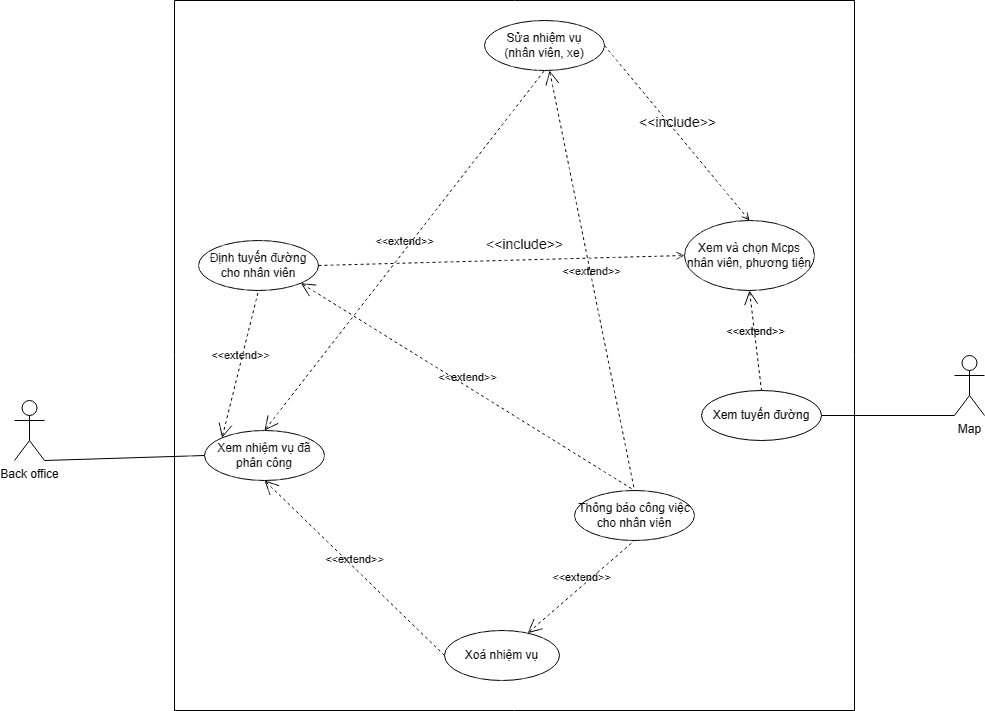 Sửa nhiệm vụ
(nhân viên, xe)
<<include>>
<<extend>>
<<include>>
Xem và chọn Mcps
nhân viên, phương tiện
Định tuyến đường
cho nhân viên
<<extend>>
<<extend>>
<<extend>>
<<extend>>
Xem tuyến đường
Map
Back office
Xem nhiệm vụ đã
phân công
Thông báo công việc
cho nhân viên
<<extend>>
<<extend>>
Xoá nhiệm vụ